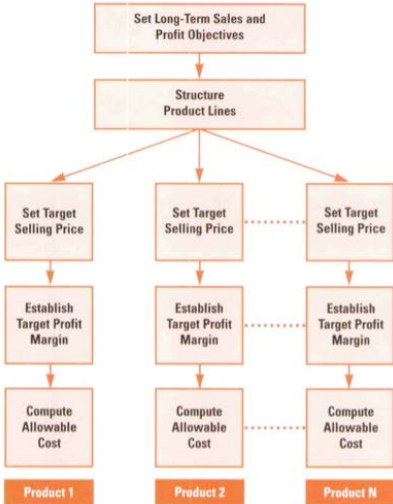 Set Long-Term Sales and
Profit Objectives
Structure
Product Lines
Set Target
Selling Price
Set Target
Selling Price
Set Target
Selling Price
Establish
Target Profit
Margin
Establish
Target Profit
Margin
Establish
Target Profit
Margin
Compute
Allowable
Cost
Compute
Allowable
Cost
Compute
Allowable
Cost
Product 1
Product 2
Product N